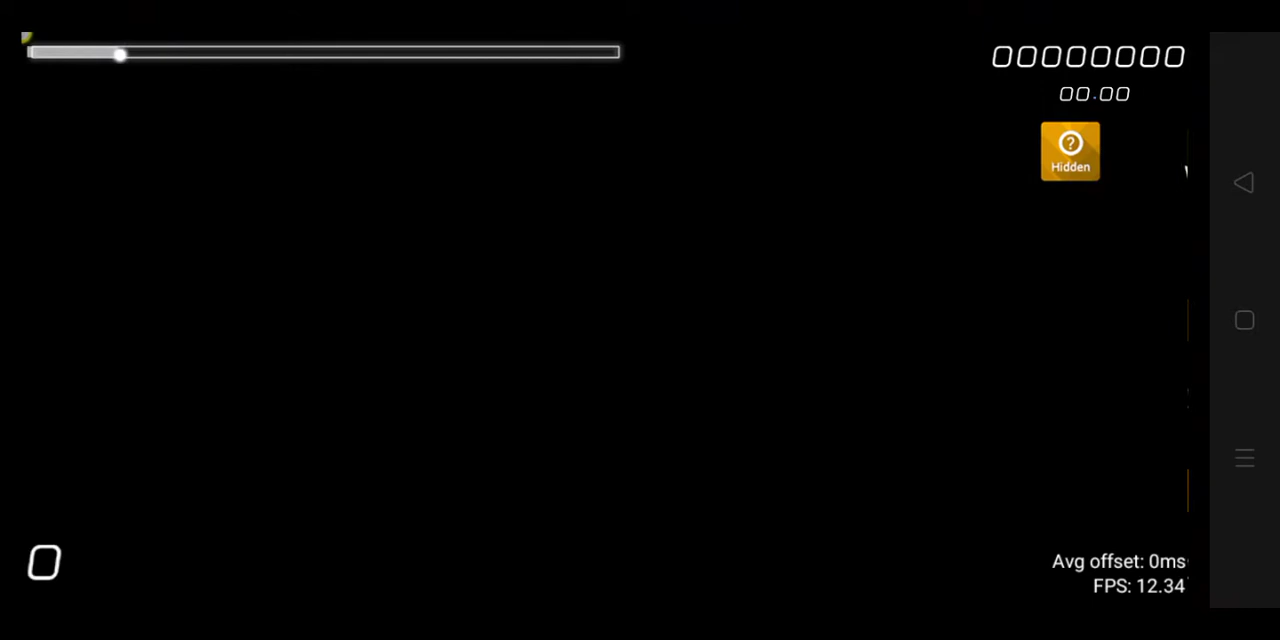 00000000
00.00
?
Hidden
0
Avg offset: 0ms
FPS: 12.34